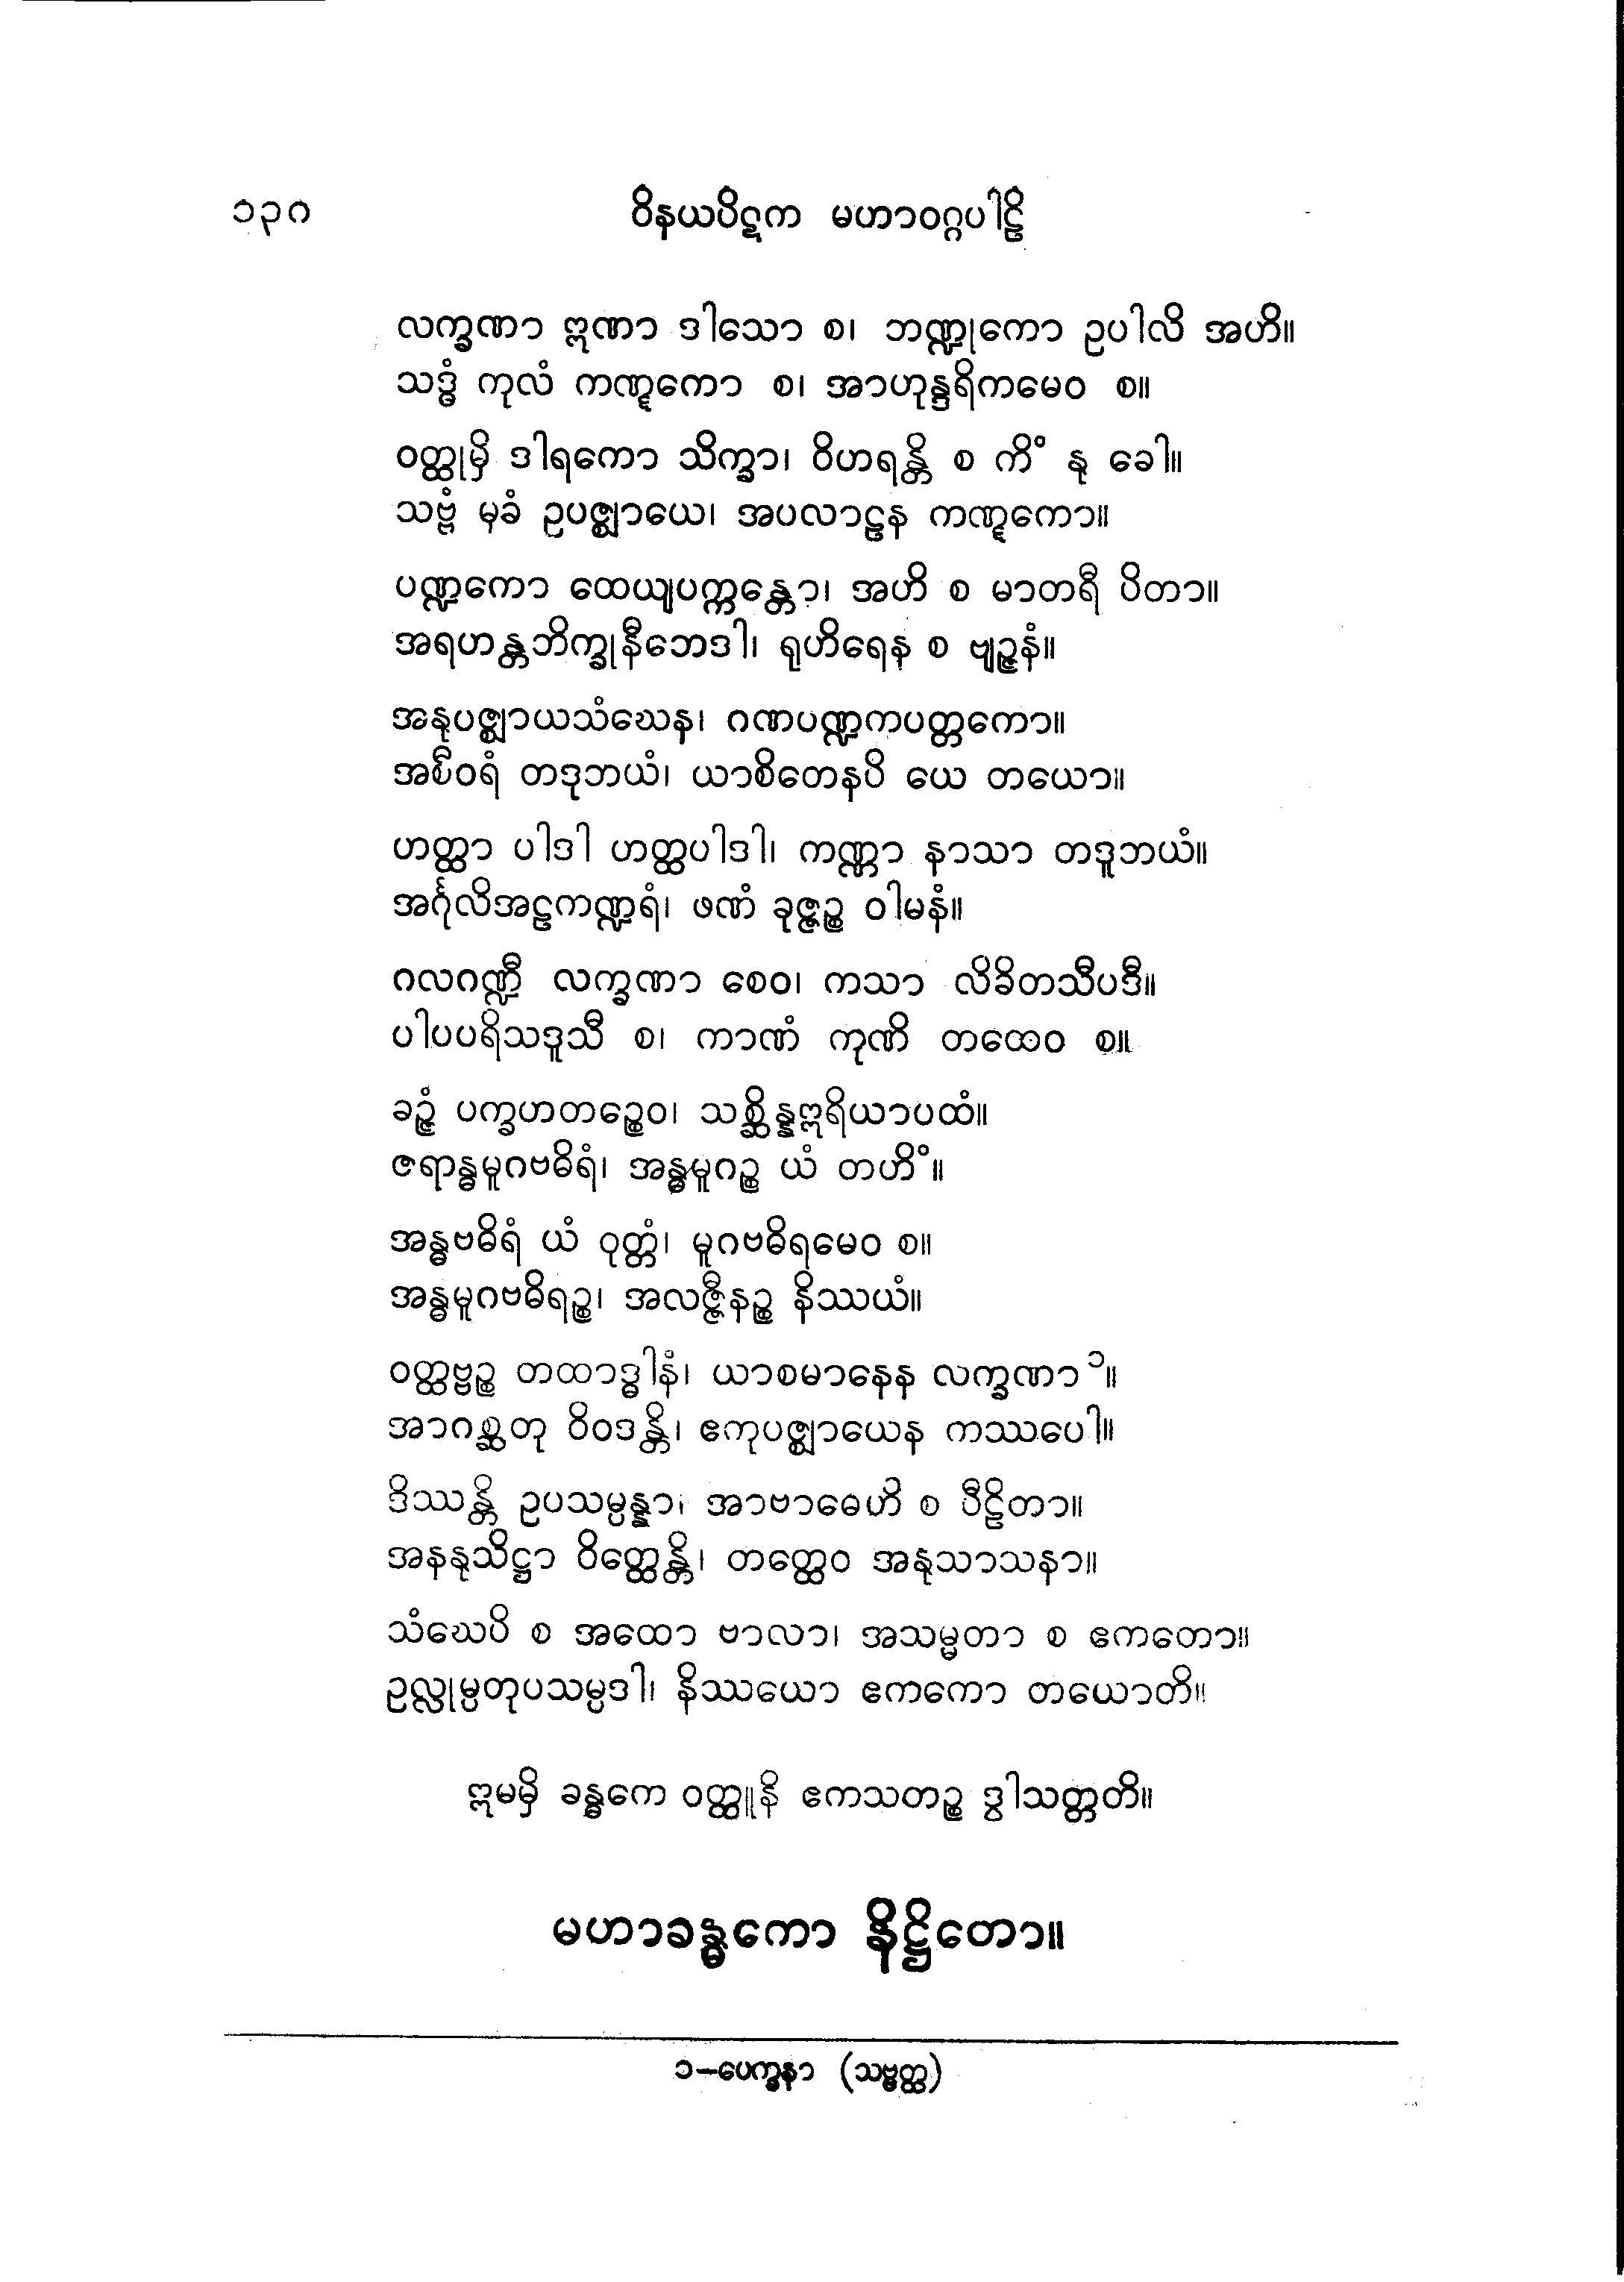 ၁၃ဂ ဝိနယပိဋက မဟာဝဂ္ဂပါဠိ
လက္ခဏာ ဣဏာ ဒါသော စ၊ ဘဏ္ဍုကော ဥပါလိ အဟိ။
သဒ္ဓံ ကုလံ ကဏ္ဋကော စ၊ အာဟုန္ဒရိကမေဝ စ။
ဝတ္ထုမှိ ဒါရကော သိက္ခာ၊ ဝိဟရန္တိ စ ကိံ နု ခေါ။
သဗ္ဗံ မုခံ ဥပဇ္ဈာယေ၊ အပလာဠန ကဏ္ဋကော။
ပဏ္ဍကော ထေယျပက္ကန္တော၊ အဟိ စ မာတရီ ပိတာ။
အရဟန္တဘိက္ခုနီဘေဒါ၊ ရုဟိရေန စ ဗျဉ္ဇနံ။
အနုပဇ္ဈာယသံဃေန၊ ဂဏပဏ္ဍကပတ္တကော။
အစီဝရံ တဒုဘယံ၊ ယာစိတေနပိ ယေ တယော။
ဟတ္ထာ ပါဒါ ဟတ္ထပါဒါ၊ ကဏ္ဏာ နာသာ တဒူဘယံ။
အင်္ဂုလိအဠကဏ္ဍရံ၊ ဖဏံ ခုဇ္ဇဉ္စ ဝါမနံ။
ဂလဂဏ္ဍီ လက္ခဏာ စေဝ၊ ကသာ လိခိတသီပဒီ။
ပါပပရိသဒူသီ စ၊ ကာဏံ ကုဏိ တထေဝ စ။
ခဉ္ဇံ ပက္ခဟတဉ္စေဝ၊ သစ္ဆိန္နဣရိယာပထံ။
ဇရာန္ဓမူဂဗဓိရံ၊ အန္ဓမူဂဉ္စ ယံ တဟိံ။
အန္ဓဗဓိရံ ယံ ဝုတ္တံ၊ မူဂဗဓိရမေဝ စ။
အန္ဓမူဂဗဓိရဉ္စ၊ အလဇ္ဇီနဉ္စ နိဿယံ။
ဝတ္ထဗ္ဗဉ္စ တထာဒ္ဓါနံ၊ ယာစမာနေန လက္ခဏာ ၁။
အာဂစ္ဆတု ဝိဝဒန္တိ၊ ဧကုပဇ္ဈာယေန ကဿပေါ။
ဒိဿန္တိ ဥပသမ္ပန္နာ၊ အာဗာဓေဟိ စ ပီဠိတာ။
အနနုသိဋ္ဌာ ဝိတ္ထေန္တိ၊ တတ္ထေဝ အနုသာသနာ။
သံဃေပိ စ အထော ဗာလာ၊ အသမ္မတာ စ ဧကတော။
ဥလ္လုမ္ပတုပသမ္ပဒါ၊ နိဿယော ဧကကော တယောတိ။
ဣမမှိ ခန္ဓကေ ဝတ္ထူနိ ဧကသတဉ္စ ဒွါသတ္တတိ။
မဟာခန္ဓကော နိဋ္ဌိတော။
၁–ပေက္ခနာ (သဗ္ဗတ္ထ)